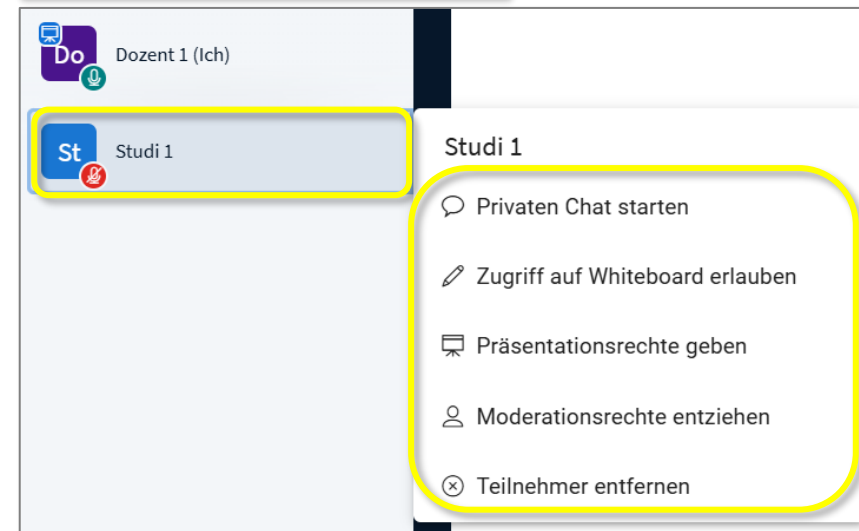 Do
Dozent 1 (Ich)
St
Studi 1
Studi 1
Privaten Chat starten
Zugriff auf Whiteboard erlauben
Präsentationsrechte geben
Moderationsrechte entziehen
Teilnehmer entfernen